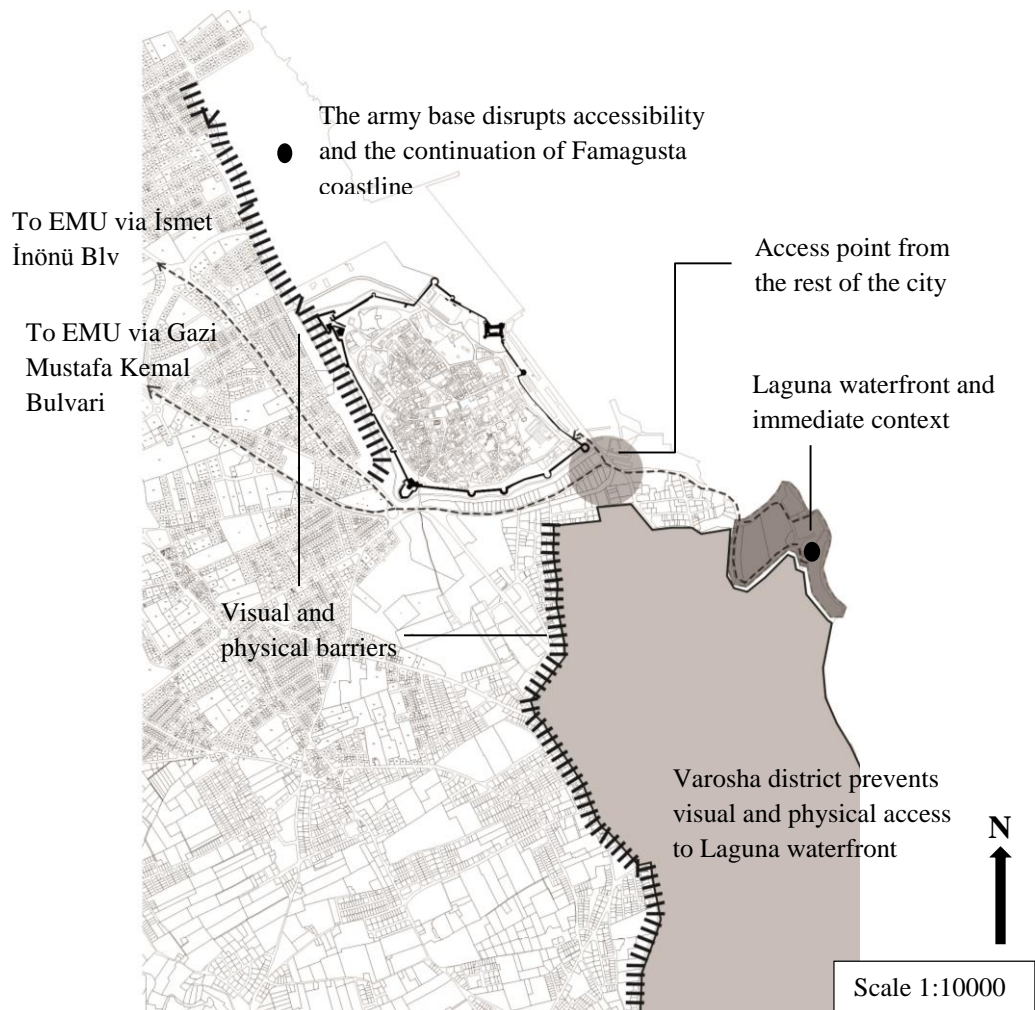 The army base disrupts accessibility
and the continuation of Famagusta
coastline
To EMU via İsmet
İnönü Blv
Access point from
the rest of the city
To EMU via Gazi
Mustafa Kemal
Bulvari
Laguna waterfront and
immediate context
Visual and
physical barriers
Varosha district prevents
visual and physical access
to Laguna waterfront
N
Scale 1:10000